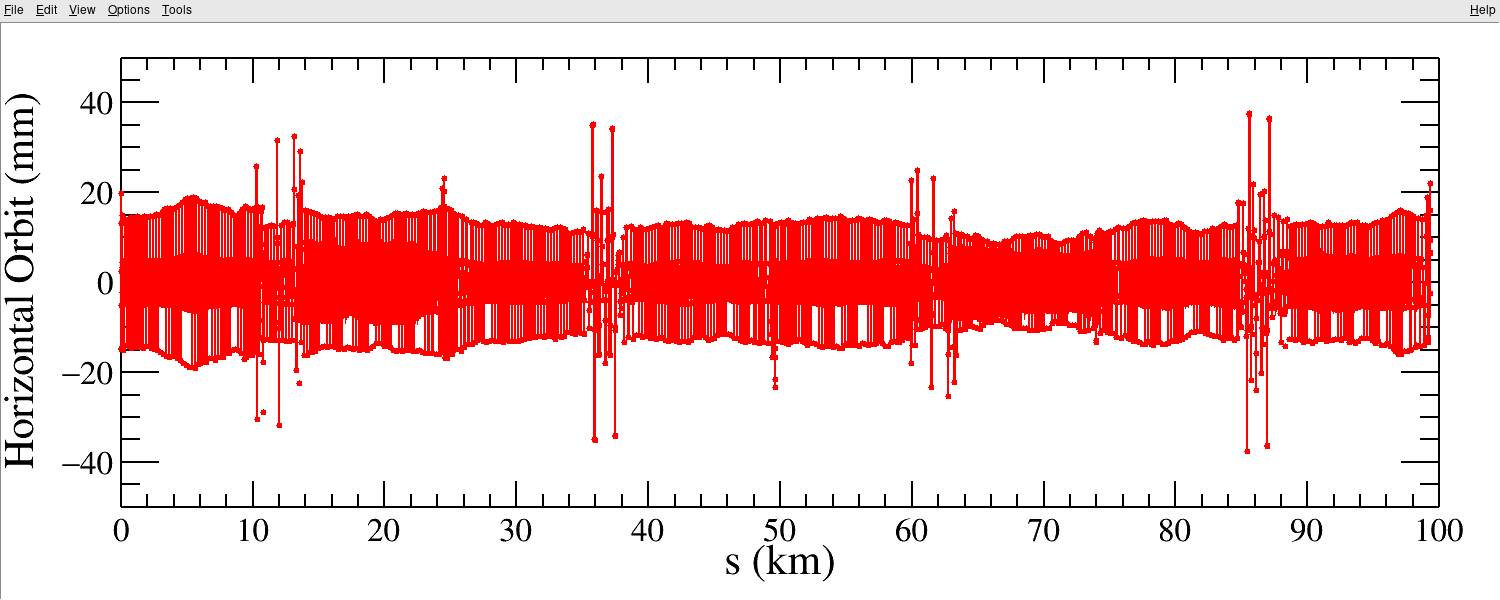 File Edit View Options Tools Help
Horizontal Orbit (mm)
40
20
0
−20
−40
0 10 20 30 40 50 60 70 80 90 100
s (km)